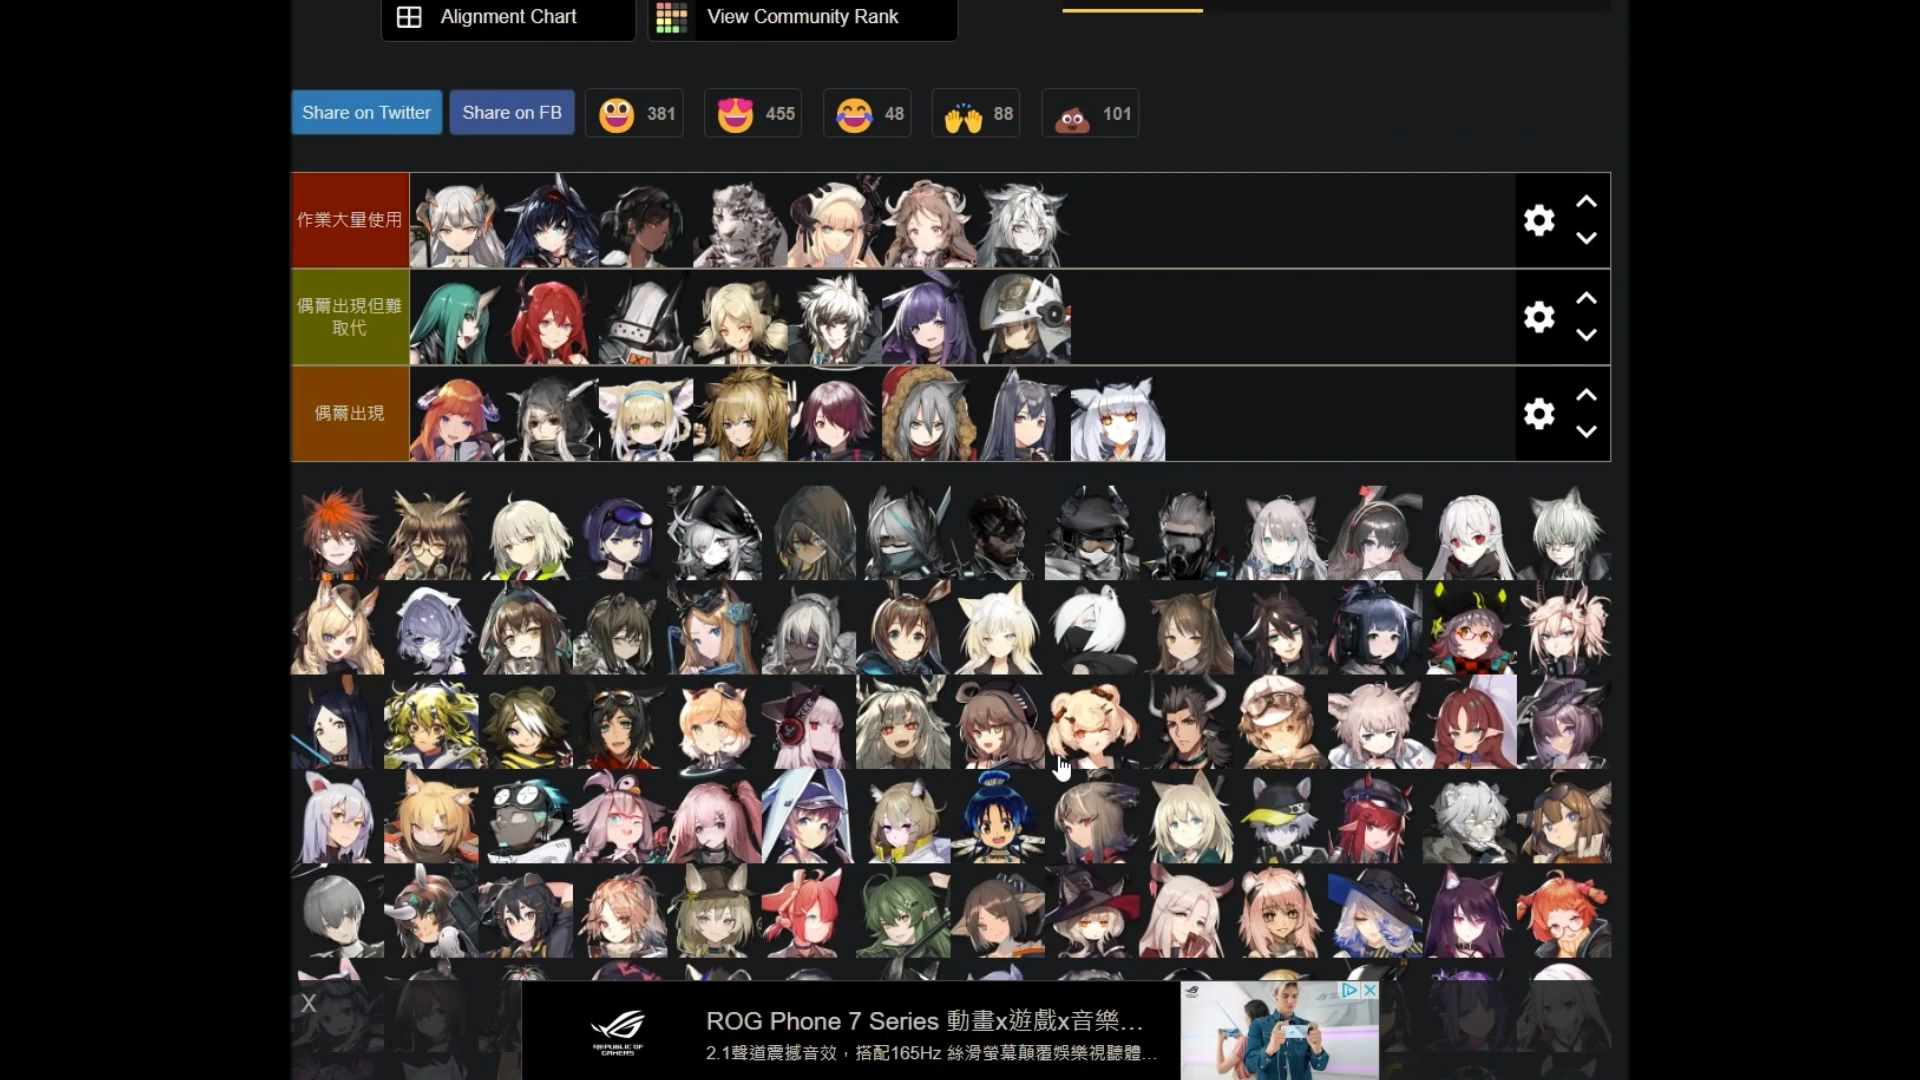 Alignment Chart
View Community Rank
Share on Twitter
Share on FB
381
455
48
88
101
作業大量使用
偶爾出現但難
取代
偶爾出現
X
REPUBLIC OF
GAMERS
ROG Phone 7 Series 動畫x遊戲x音樂...
2.1聲道震撼音效，搭配165Hz 絲滑螢幕顛覆娛樂視聽體...